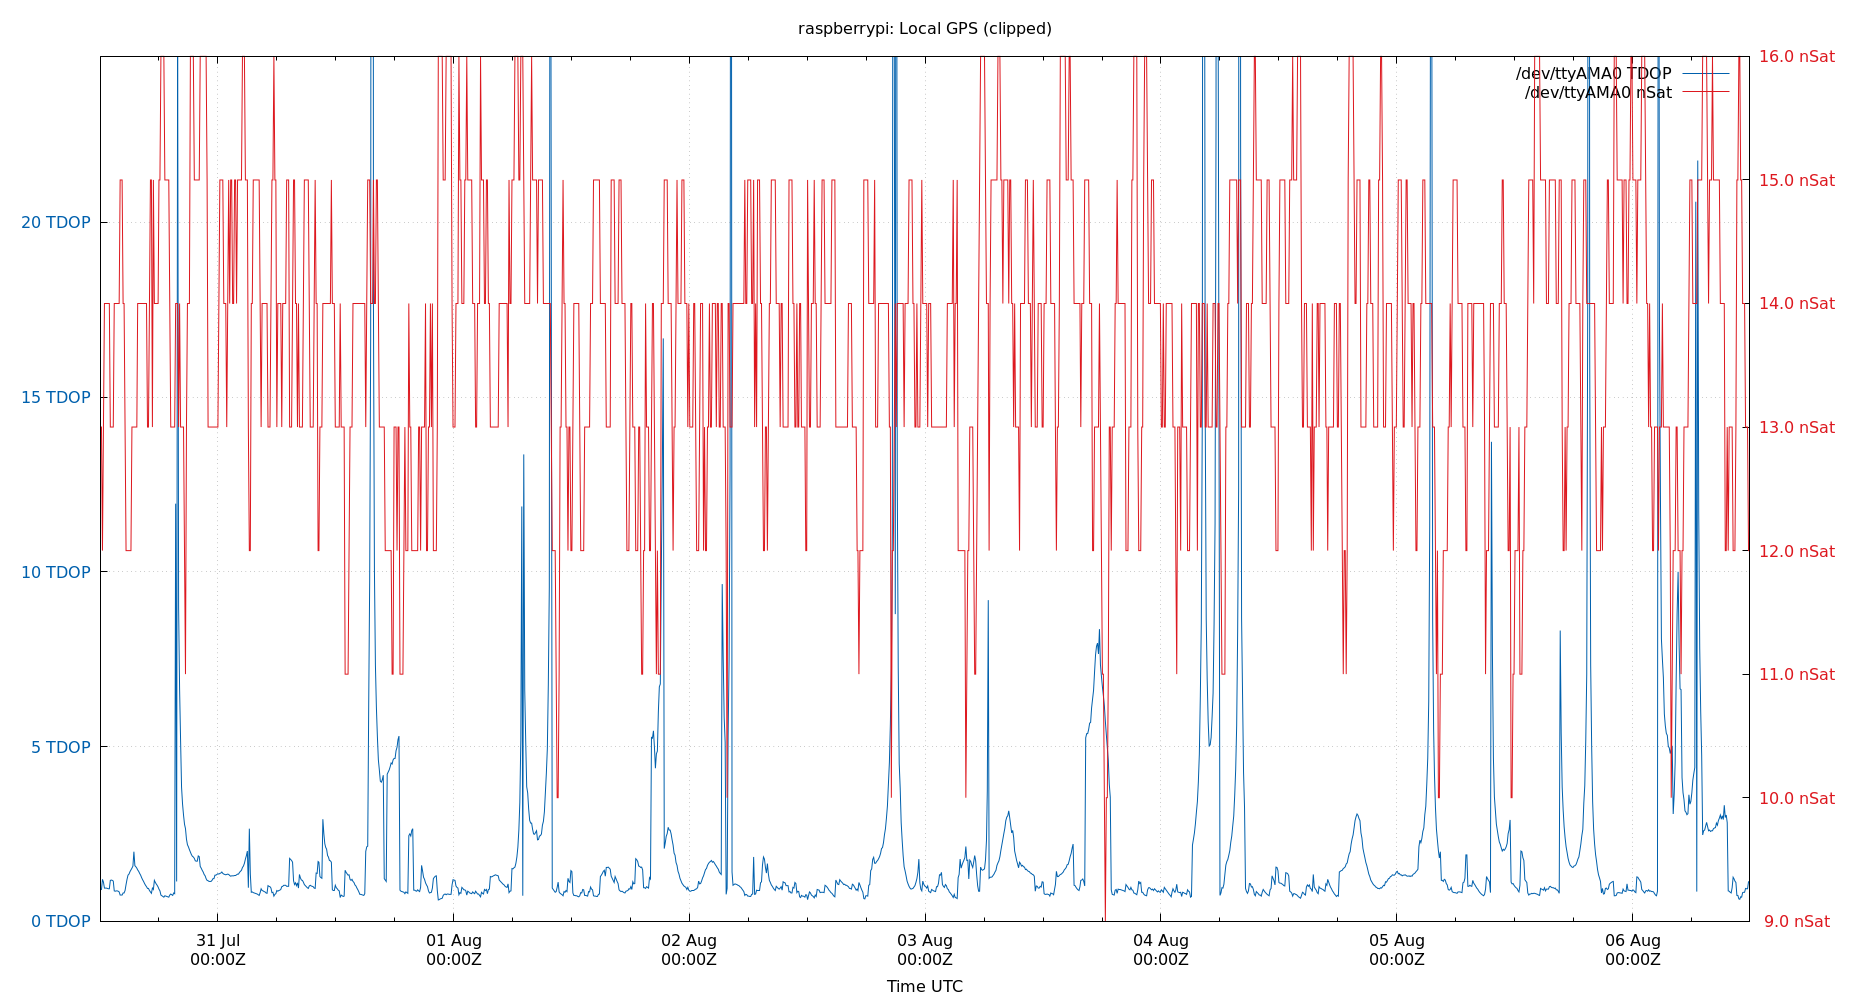 raspberrypi: Local GPS (clipped)
/dev/ttyAMA0 TDOP
/dev/ttyAMA0 nSat
20 TDOP
15 TDOP
10 TDOP
5 TDOP
0 TDOP
16.0 nSat
15.0 nSat
14.0 nSat
13.0 nSat
12.0 nSat
11.0 nSat
10.0 nSat
9.0 nSat
31 Jul
00:00Z
01 Aug
00:00Z
02 Aug
00:00Z
03 Aug
00:00Z
04 Aug
00:00Z
05 Aug
00:00Z
06 Aug
00:00Z
Time UTC